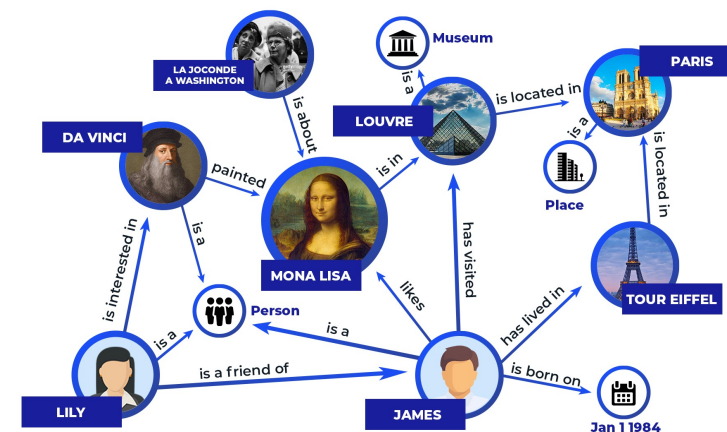 Museum
PARIS
LA JOCONDE
A WASHINGTON
is a
is located in
LOUVRE
is about
is a
is located in
DA VINCI
painted
is in
Place
is a
is interested in
MONA LISA
has visited
likes
has lived in
TOUR EIFFEL
Person
is a
is a
is a friend of
is born on
LILY
JAMES
Jan 1 1984